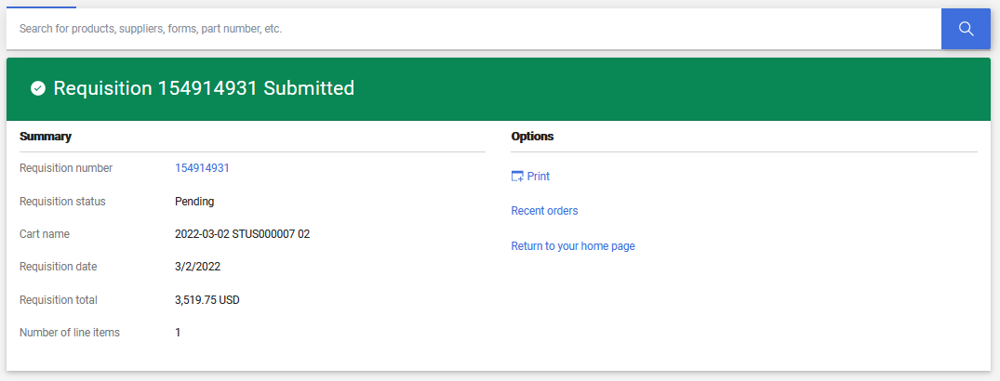 Search for products, suppliers, forms, part number, etc.
Requisition 154914931 Submitted
Summary
Requisition number 154914931
Requisition status Pending
Cart name 2022-03-02 STUS000007 02
Requisition date 3/2/2022
Requisition total 3,519.75 USD
Number of line items 1
Options
Print
Recent orders
Return to your home page